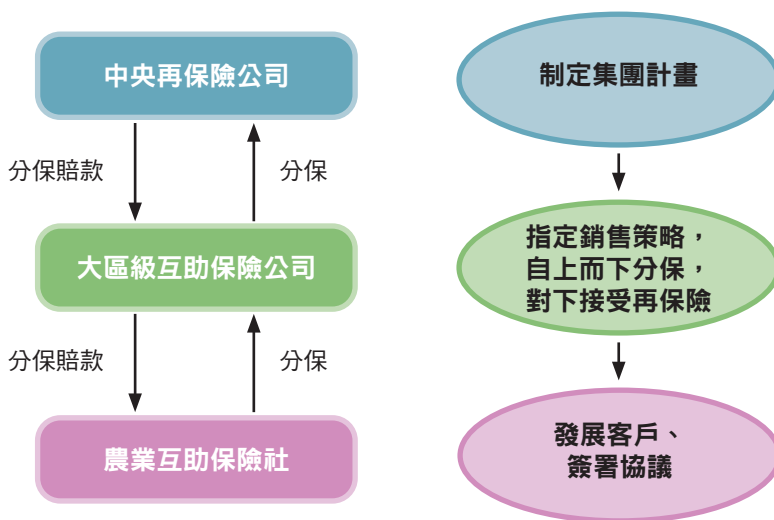 中央再保險公司
制定集團計畫
分保賠款
分保
大區級互助保險公司
指定銷售策略，
自上而下分保，
對下接受再保險
分保賠款
分保
農業互助保險社
發展客戶、
簽署協議